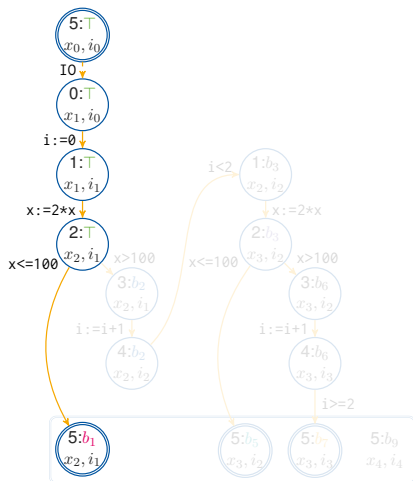 5:⊤
x₀, i₀
IO
0:⊤
x₁, i₀
i:=0
1:⊤
x₁, i₁
x:=2*x
2:⊤
x₂, i₁
x<=100
x>100
3:b₂
x₂, i₁
i:=i+1
4:b₂
x₂, i₂
i<2
1:b₃
x₂, i₂
x:=2*x
2:b₃
x₃, i₂
x<=100
x>100
3:b₆
x₃, i₂
i:=i+1
4:b₆
x₃, i₃
i>=2
5:b₁
x₂, i₁
5:b₅
x₃, i₂
5:b₇
x₃, i₃
5:b₉
x₄, i₄